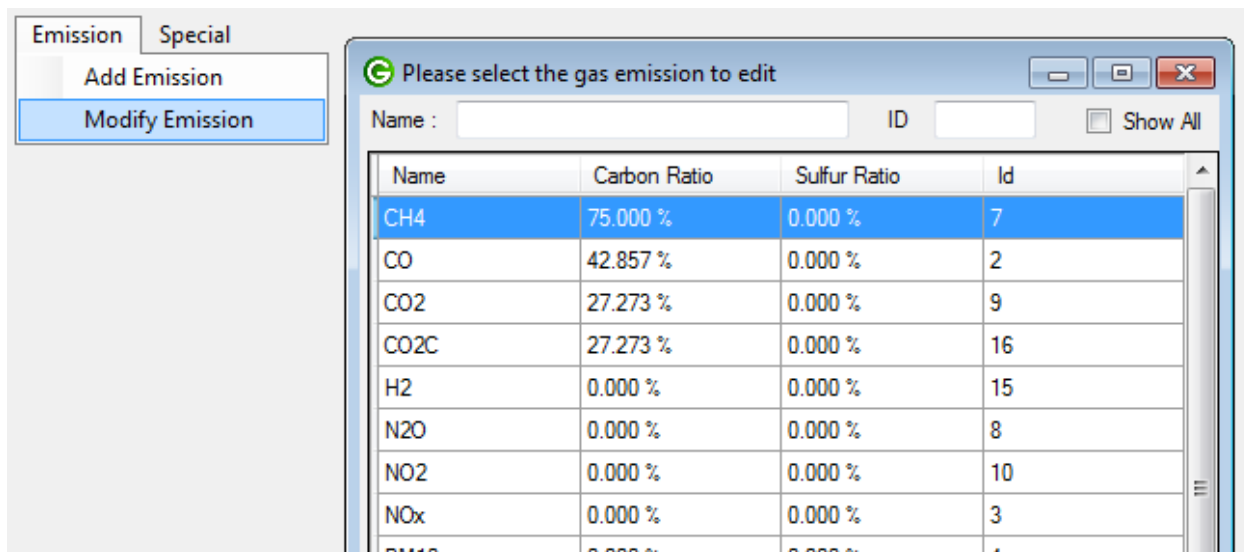 Emission Special
Add Emission
Modify Emission
Please select the gas emission to edit
Name : ID Show All
Name Carbon Ratio Sulfur Ratio Id
CH4 75.000 % 0.000 % 7
CO 42.857 % 0.000 % 2
CO2 27.273 % 0.000 % 9
CO2C 27.273 % 0.000 % 16
H2 0.000 % 0.000 % 15
N2O 0.000 % 0.000 % 8
NO2 0.000 % 0.000 % 10
NOx 0.000 % 0.000 % 3